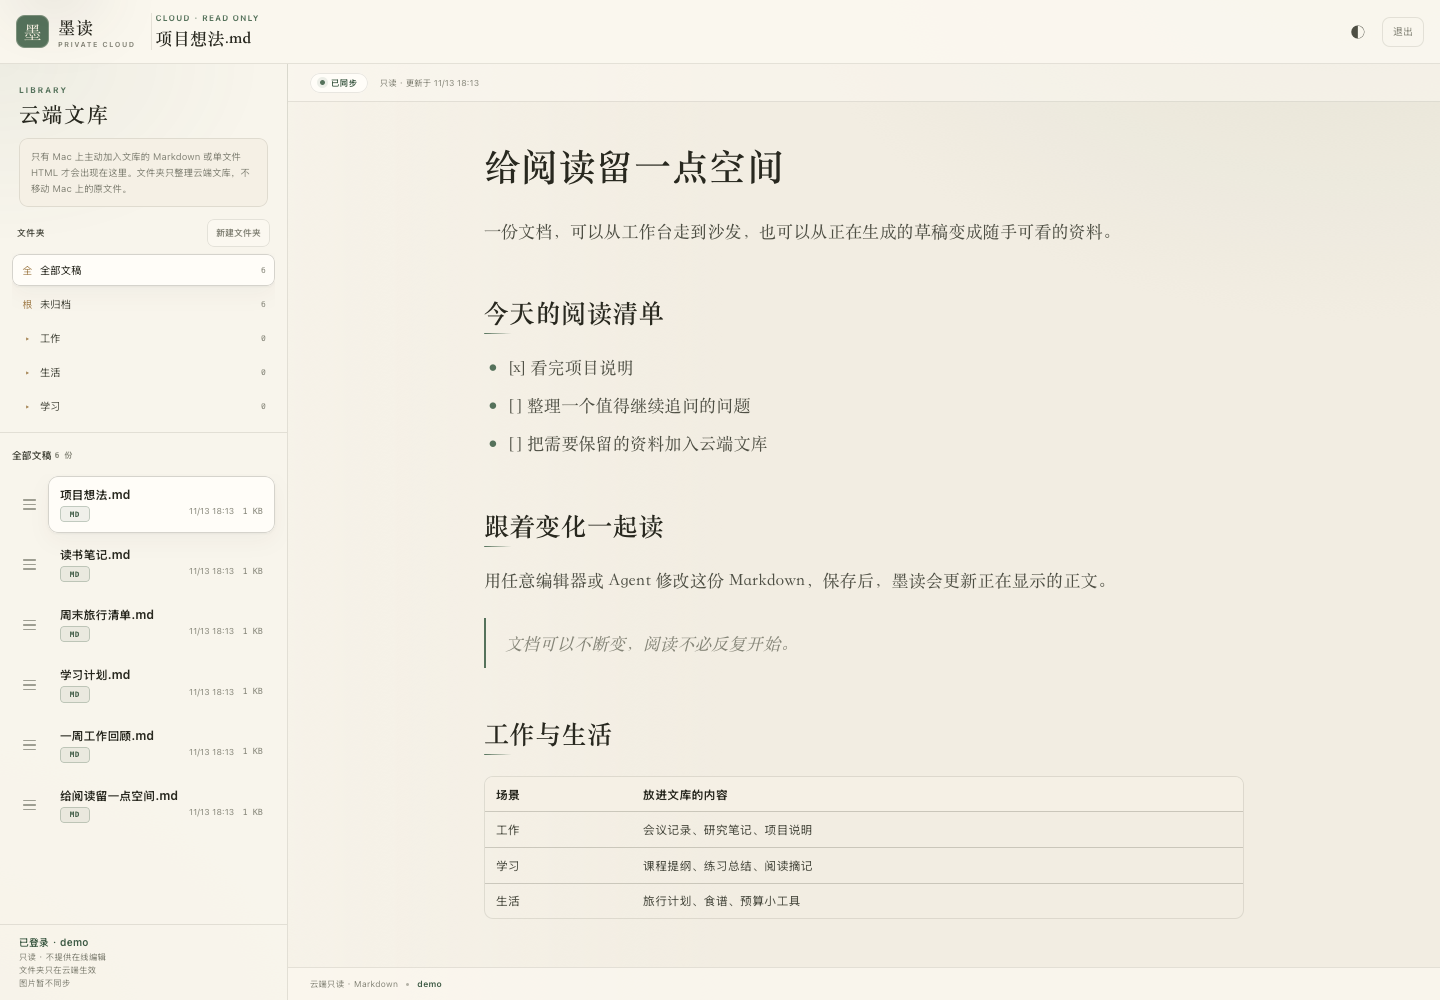 墨
墨读
PRIVATE CLOUD
CLOUD · READ ONLY
项目想法.md
退出
LIBRARY
云端文库
只有 Mac 上主动加入文库的 Markdown 或单文件
HTML 才会出现在这里。文件夹只整理云端文库，不
移动 Mac 上的原文件。
文件夹
新建文件夹
全 全部文稿 6
根 未归档 6
工作 0
生活 0
学习 0
全部文稿 6 份
项目想法.md
MD 11/13 18:13 1 KB
读书笔记.md
MD 11/13 18:13 1 KB
周末旅行清单.md
MD 11/13 18:13 1 KB
学习计划.md
MD 11/13 18:13 1 KB
一周工作回顾.md
MD 11/13 18:13 1 KB
给阅读留一点空间.md
MD 11/13 18:13 1 KB
已登录 · demo
只读 · 不提供在线编辑
文件夹只在云端生效
图片暂不同步
已同步 只读 · 更新于 11/13 18:13
给阅读留一点空间
一份文档，可以从工作台走到沙发，也可以从正在生成的草稿变成随手可看的资料。
今天的阅读清单
• [x] 看完项目说明
• [ ] 整理一个值得继续追问的问题
• [ ] 把需要保留的资料加入云端文库
跟着变化一起读
用任意编辑器或 Agent 修改这份 Markdown，保存后，墨读会更新正在显示的正文。
文档可以不断变，阅读不必反复开始。
工作与生活
场景 放进文库的内容
工作 会议记录、研究笔记、项目说明
学习 课程提纲、练习总结、阅读摘记
生活 旅行计划、食谱、预算小工具
云端只读 · Markdown • demo